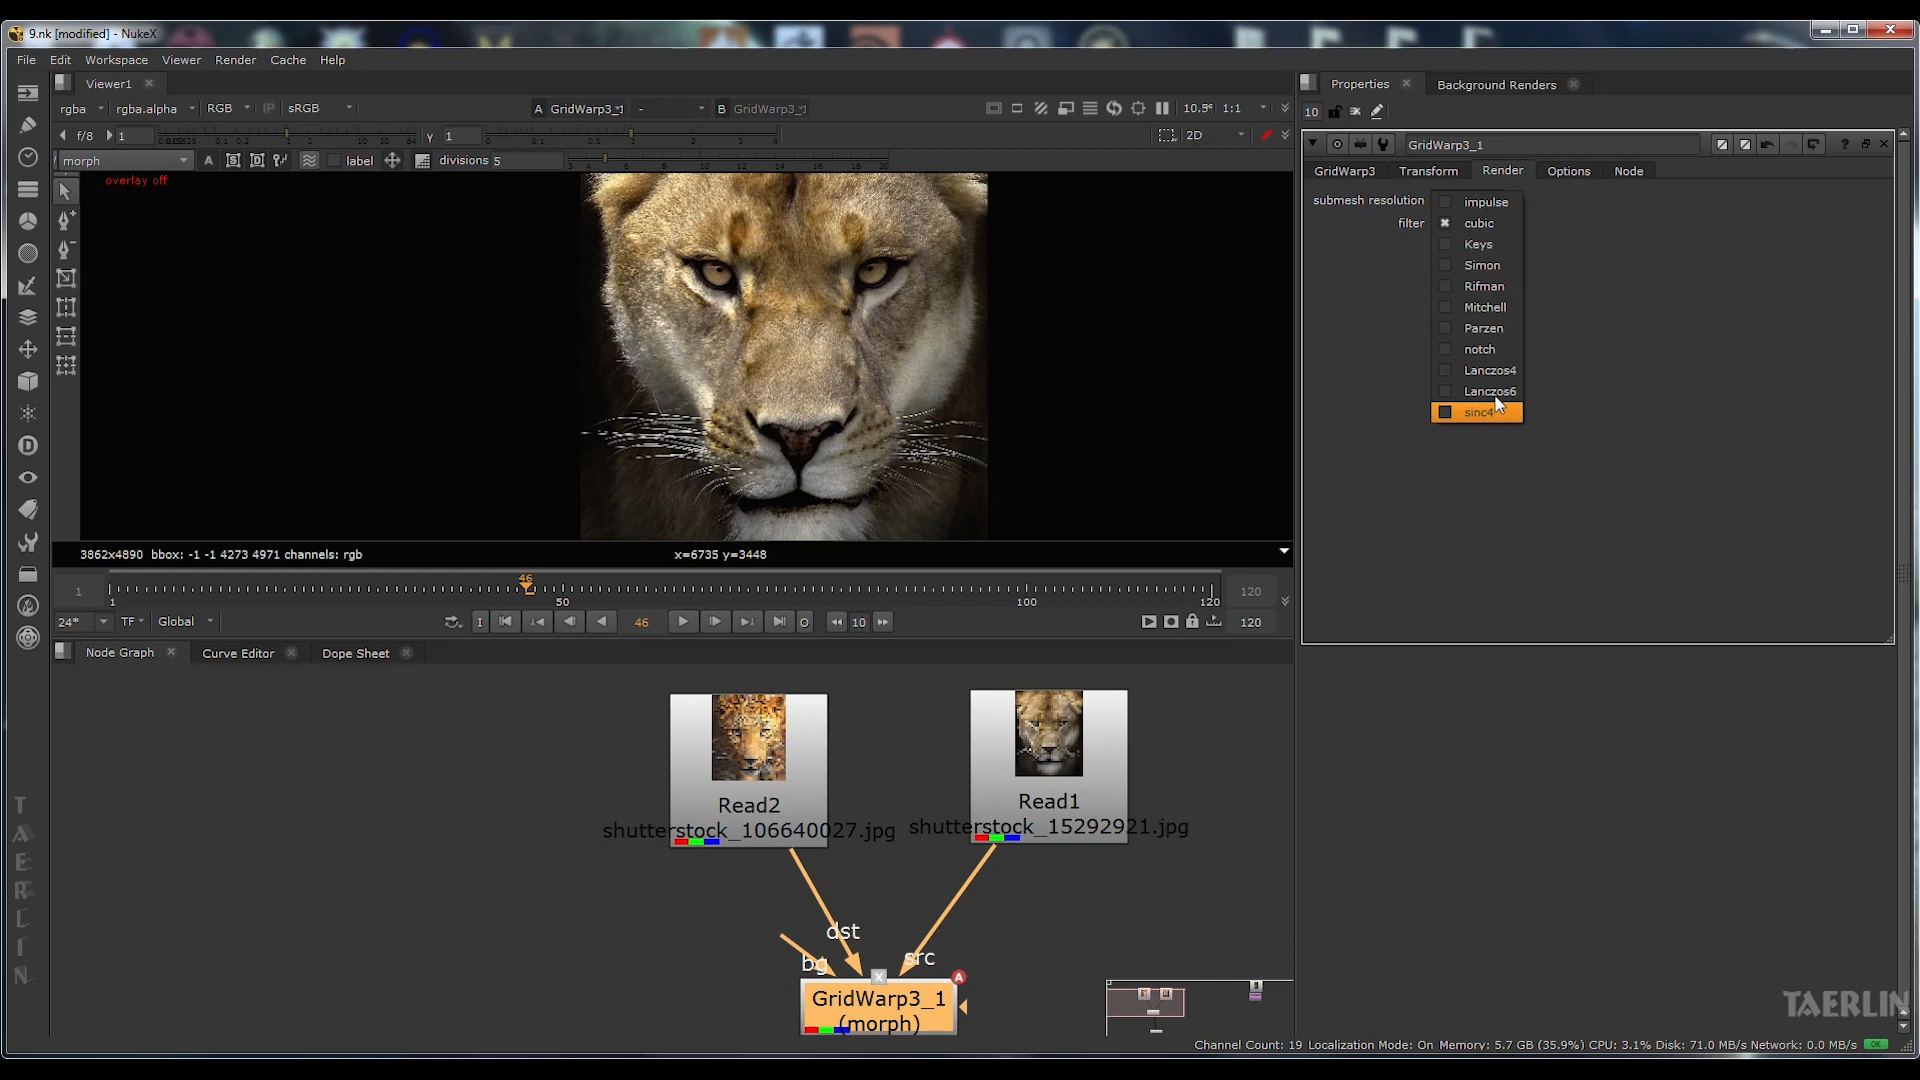 9.nk [modified] - NukeX
File Edit Workspace Viewer Render Cache Help
Viewer1
rgba rgba.alpha RGB IP sRGB A GridWarp3_1 - B GridWarp3_1 10.5 1:1
f/8 1 γ 1 2D
morph A S D label divisions 5
overlay off
3862x4890 bbox: -1 -1 4273 4971 channels: rgb x=6735 y=3448
46
1 120
1 50 100 120
24* TF Global I 46 O 10 120
Node Graph Curve Editor Dope Sheet
Read2
shutterstock_106640027.jpg
Read1
shutterstock_15292921.jpg
dst
bg
src
A
GridWarp3_1
(morph)
Properties Background Renders
10
GridWarp3_1
GridWarp3 Transform Render Options Node
submesh resolution
filter
impulse
cubic
Keys
Simon
Rifman
Mitchell
Parzen
notch
Lanczos4
Lanczos6
sinc4
TAERLIN
TAERLIN
Channel Count: 19 Localization Mode: On Memory: 5.7 GB (35.9%) CPU: 3.1% Disk: 71.0 MB/s Network: 0.0 MB/s OK